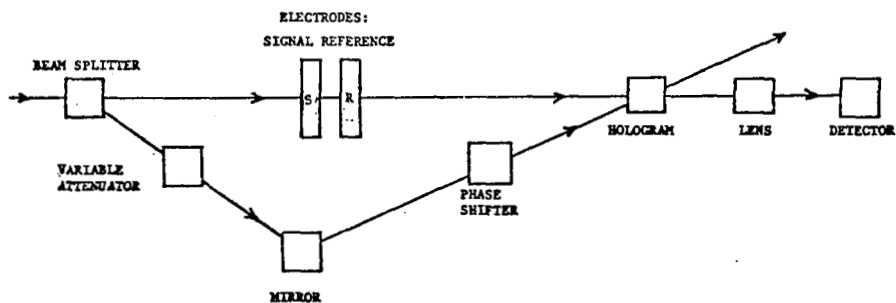 ELECTRODES:
SIGNAL REFERENCE
BEAM SPLITTER
S R
HOLOGRAM
LENS
DETECTOR
VARIABLE
ATTENUATOR
PHASE
SHIFTER
MIRROR